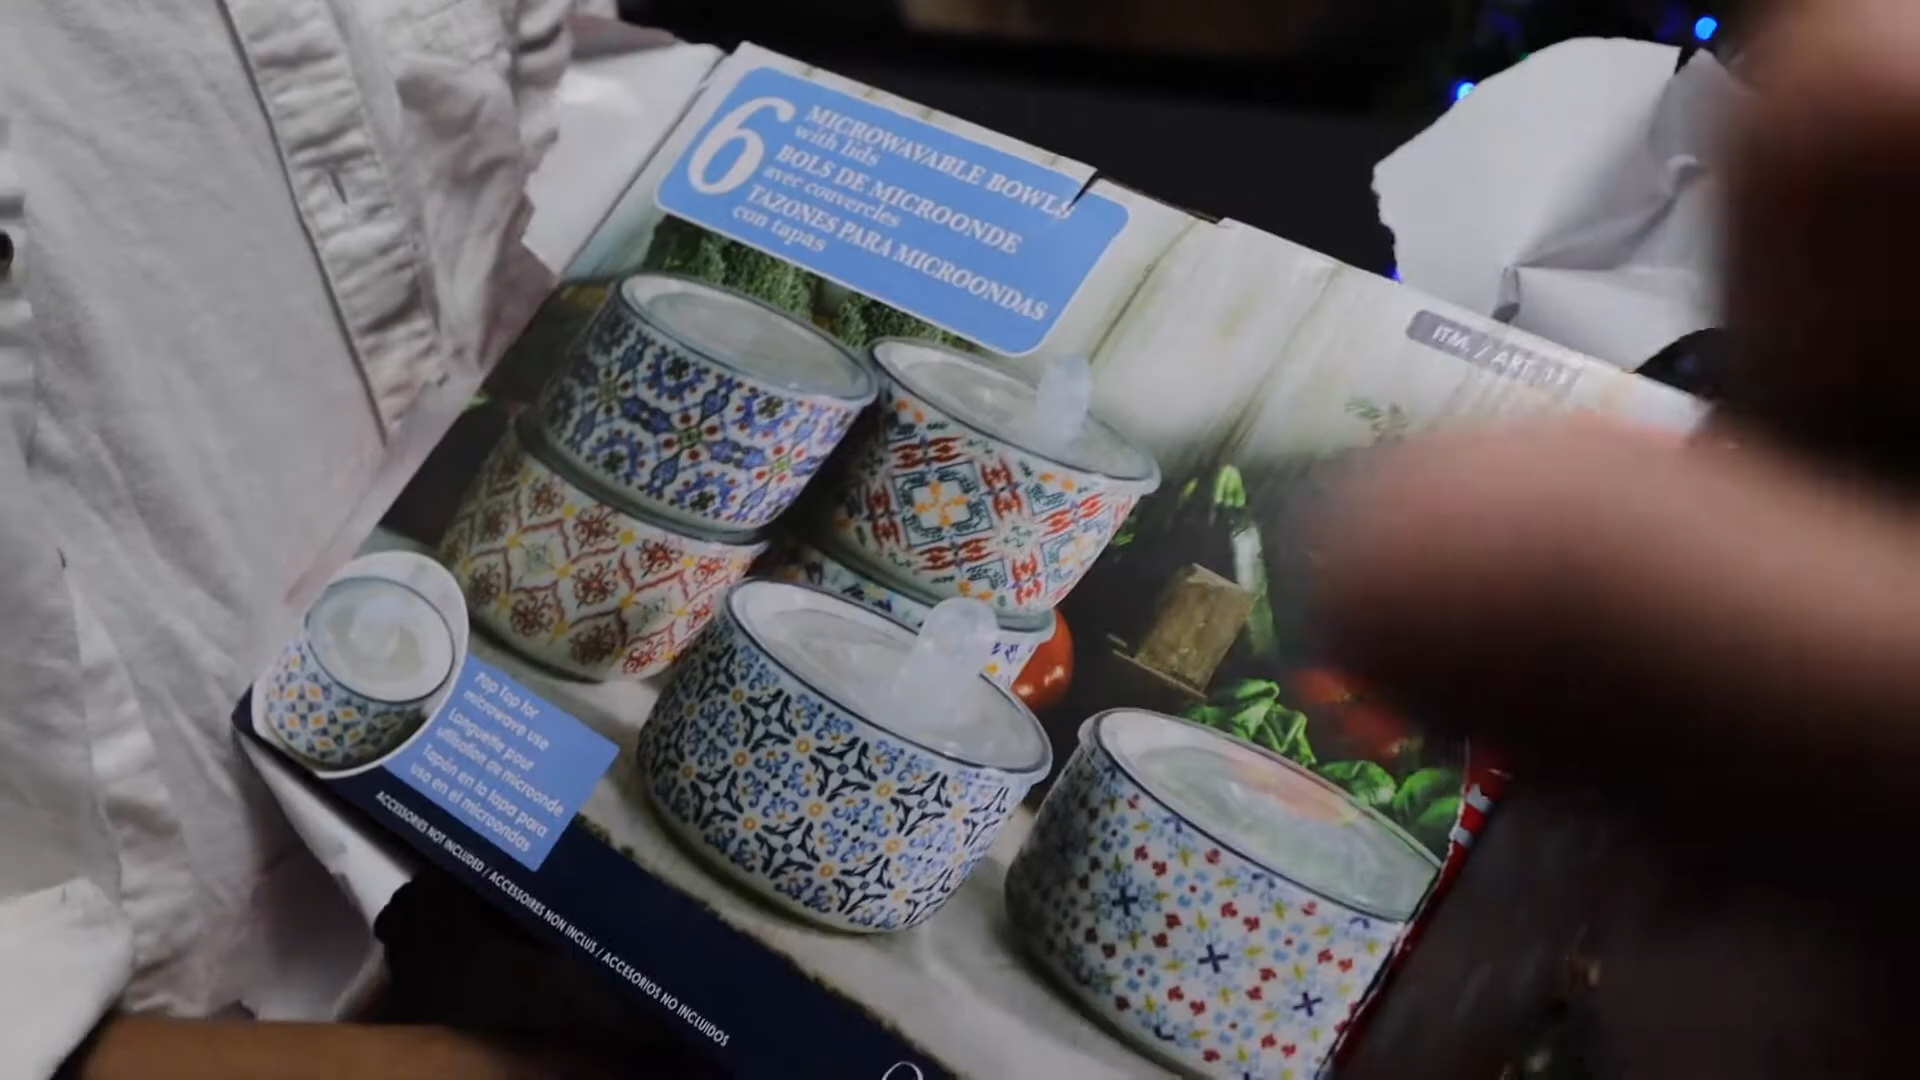 6
MICROWAVABLE BOWLS
with lids
BOLS DE MICROONDE
avec couvercles
TAZONES PARA MICROONDAS
con tapas
ITM. / ART.
Pop Top for
microwave use
Languette pour
utilisation av microonde
Tapón en la tapa para
uso en el microondas
ACCESSORIES NOT INCLUDED / ACCESSOIRES NON INCLUS / ACCESORIOS NO INCLUIDOS